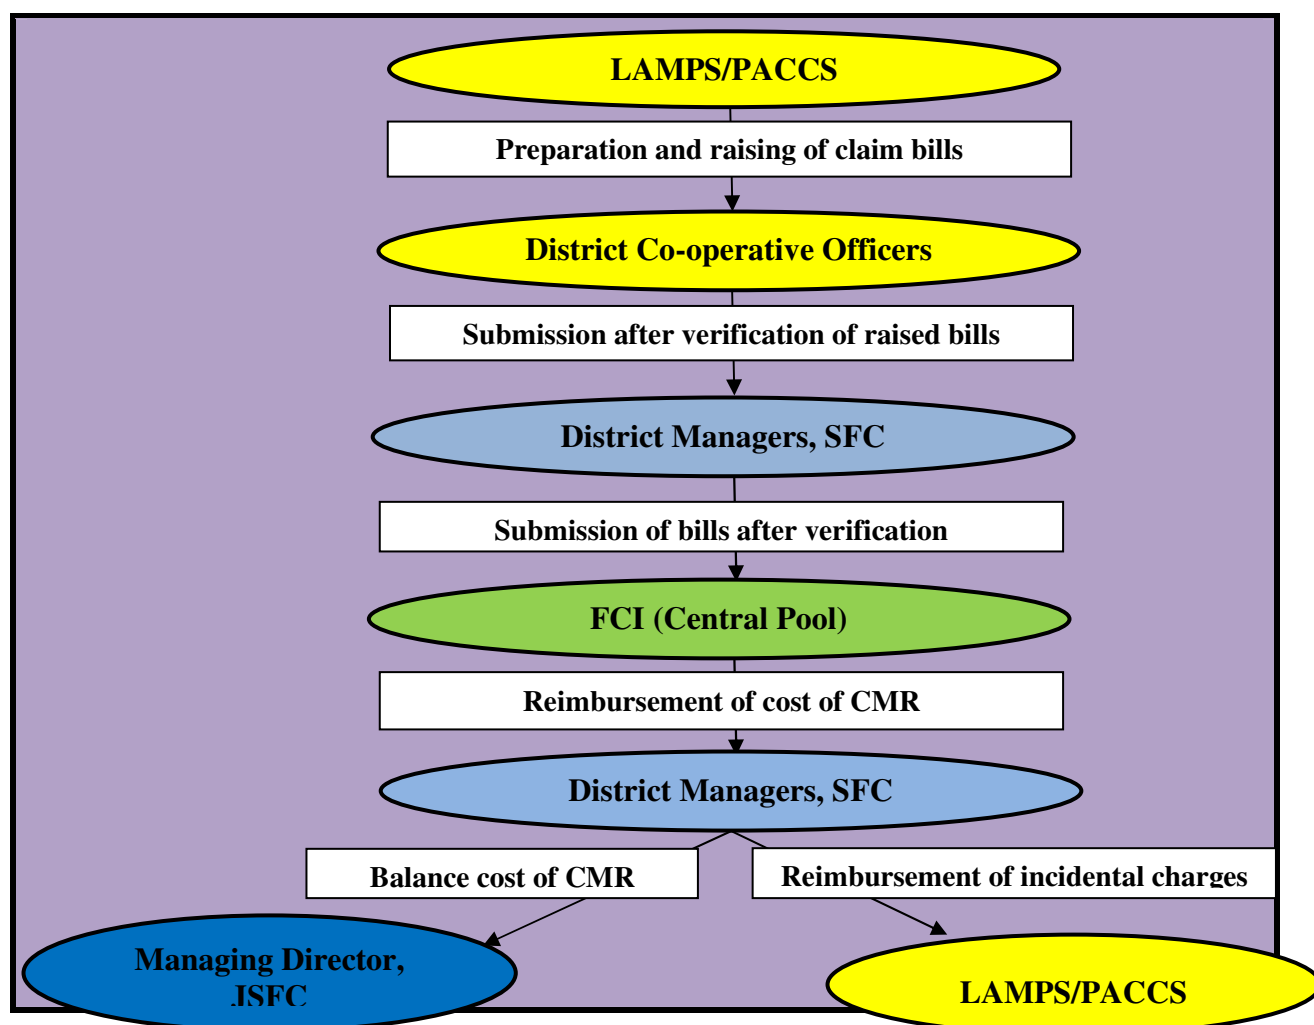 LAMPS/PACCS
Preparation and raising of claim bills
District Co-operative Officers
Submission after verification of raised bills
District Managers, SFC
Submission of bills after verification
FCI (Central Pool)
Reimbursement of cost of CMR
District Managers, SFC
Balance cost of CMR
Reimbursement of incidental charges
Managing Director,
JSFC
LAMPS/PACCS